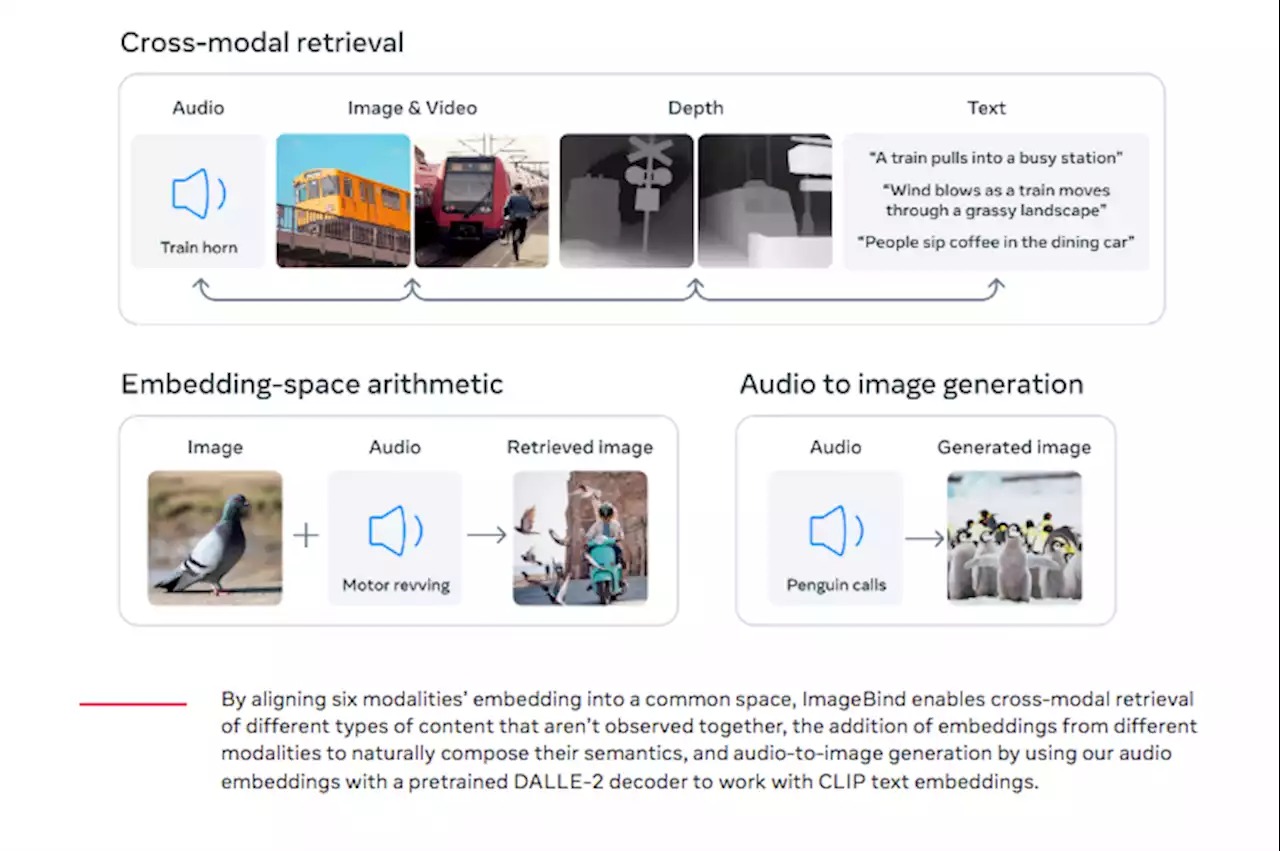 Cross-modal retrieval
Audio
Image & Video
Depth
Text
Train horn
“A train pulls into a busy station”
“Wind blows as a train moves
through a grassy landscape”
“People sip coffee in the dining car”
Embedding-space arithmetic
Image
Audio
Retrieved image
Motor revving
Audio to image generation
Audio
Generated image
Penguin calls
By aligning six modalities’ embedding into a common space, ImageBind enables cross-modal retrieval
of different types of content that aren’t observed together, the addition of embeddings from different
modalities to naturally compose their semantics, and audio-to-image generation by using our audio
embeddings with a pretrained DALLE-2 decoder to work with CLIP text embeddings.